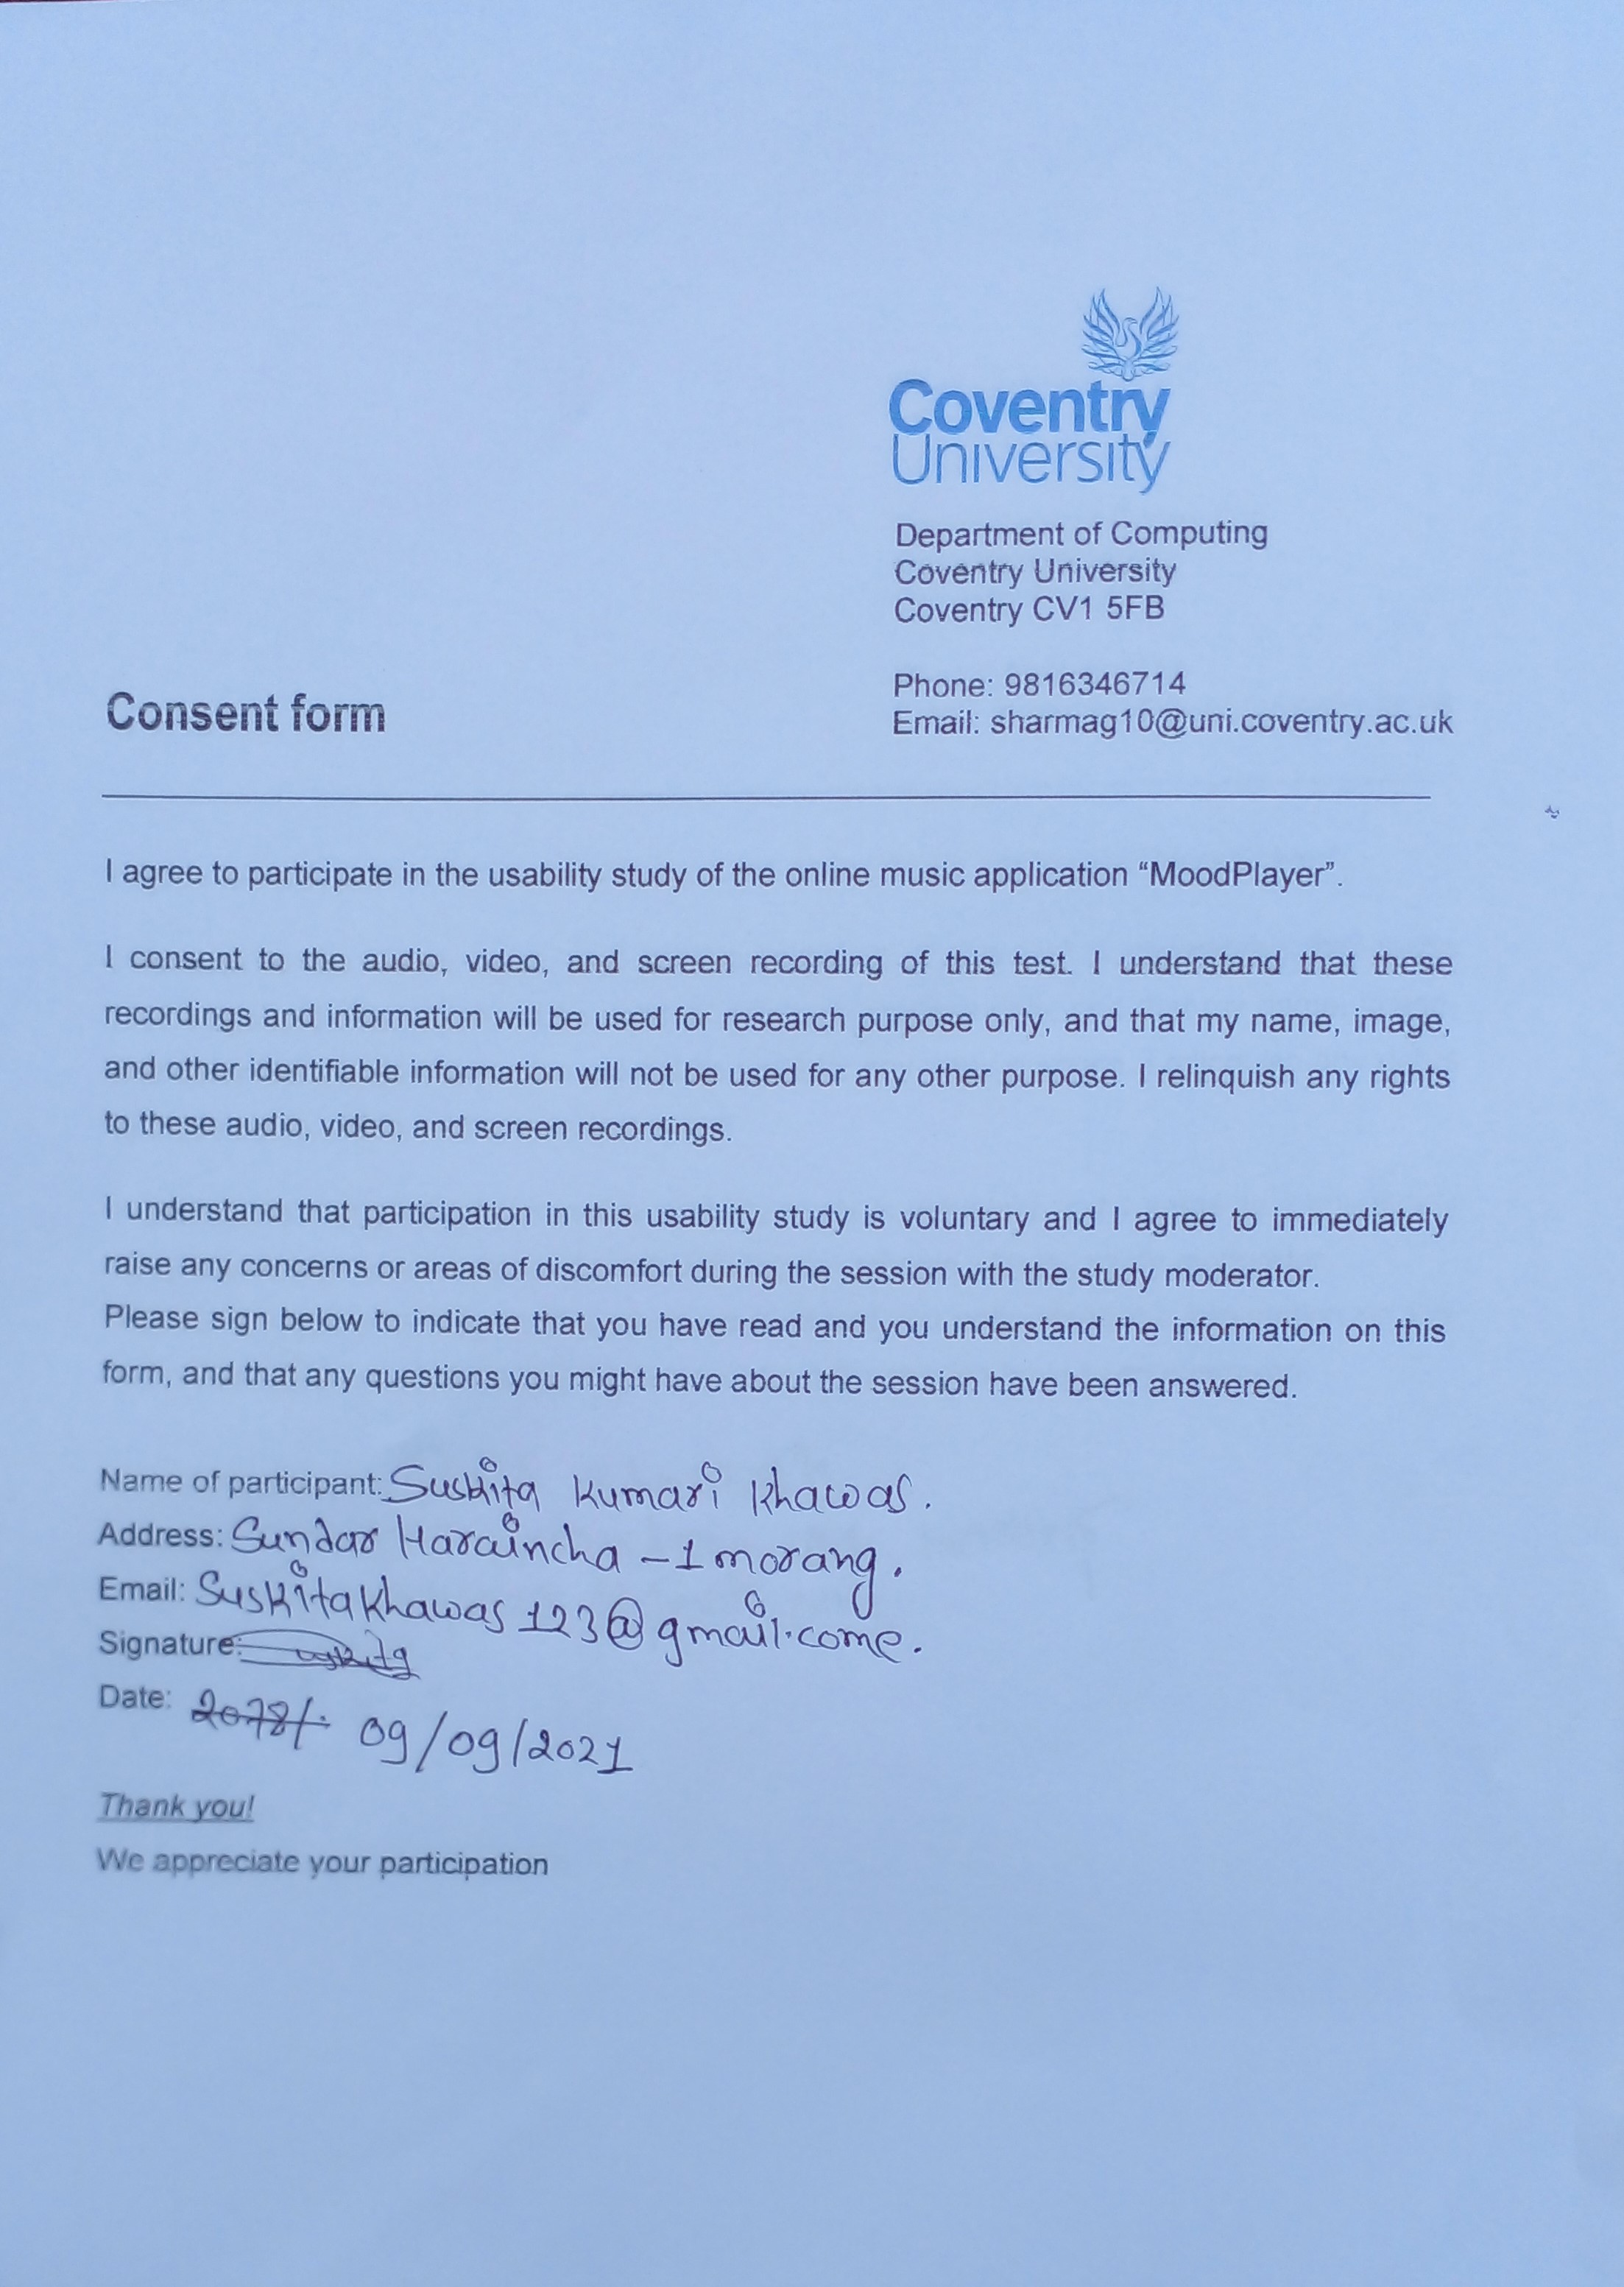 Coventry
University
Department of Computing
Coventry University
Coventry CV1 5FB
Phone: 9816346714
Email: sharmag10@uni.coventry.ac.uk
Consent form
I agree to participate in the usability study of the online music application “MoodPlayer”.
I consent to the audio, video, and screen recording of this test. I understand that these
recordings and information will be used for research purpose only, and that my name, image,
and other identifiable information will not be used for any other purpose. I relinquish any rights
to these audio, video, and screen recordings.
I understand that participation in this usability study is voluntary and I agree to immediately
raise any concerns or areas of discomfort during the session with the study moderator.
Please sign below to indicate that you have read and you understand the information on this
form, and that any questions you might have about the session have been answered.
Name of participant: Suskita Kumari Khawas.
Address: Sundar Haraincha - 1 morang.
Email: Suskitakhawas123@gmail.come.
Signature:
Date: 2078/ 09/09/2021
Thank you!
We appreciate your participation